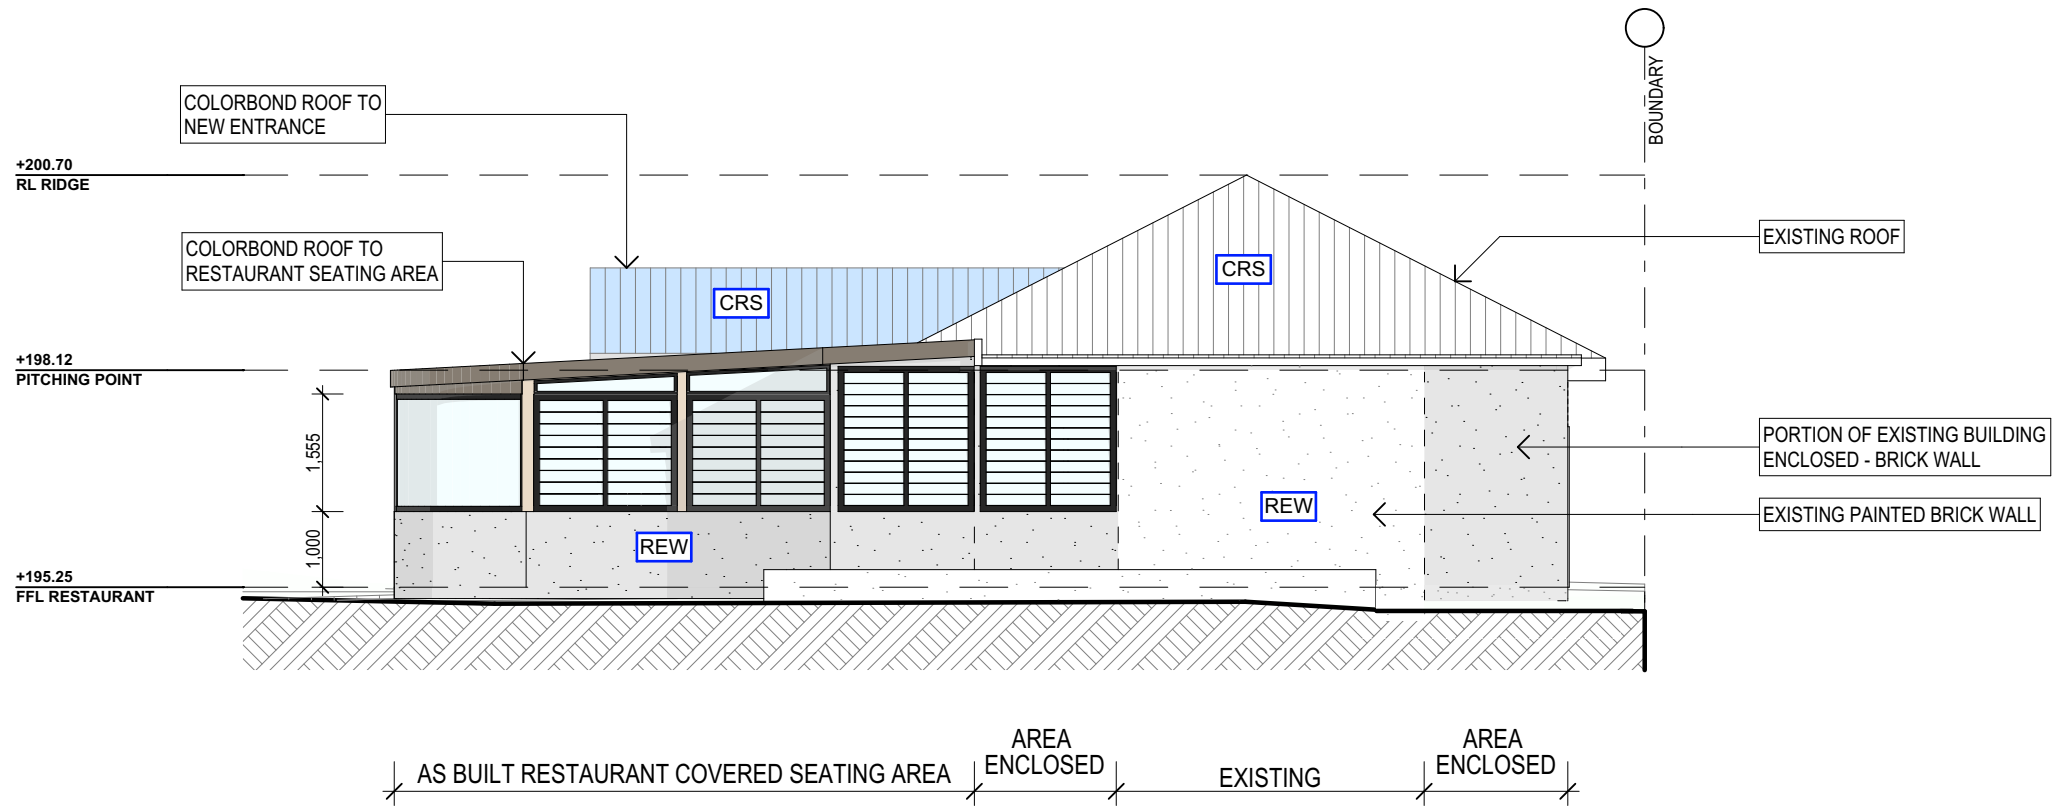 BOUNDARY
COLORBOND ROOF TO
NEW ENTRANCE
+200.70
RL RIDGE
COLORBOND ROOF TO
RESTAURANT SEATING AREA
EXISTING ROOF
CRS
CRS
+198.12
PITCHING POINT
1,555
PORTION OF EXISTING BUILDING
ENCLOSED - BRICK WALL
REW
EXISTING PAINTED BRICK WALL
1,000
REW
+195.25
FFL RESTAURANT
AS BUILT RESTAURANT COVERED SEATING AREA
AREA
ENCLOSED
EXISTING
AREA
ENCLOSED